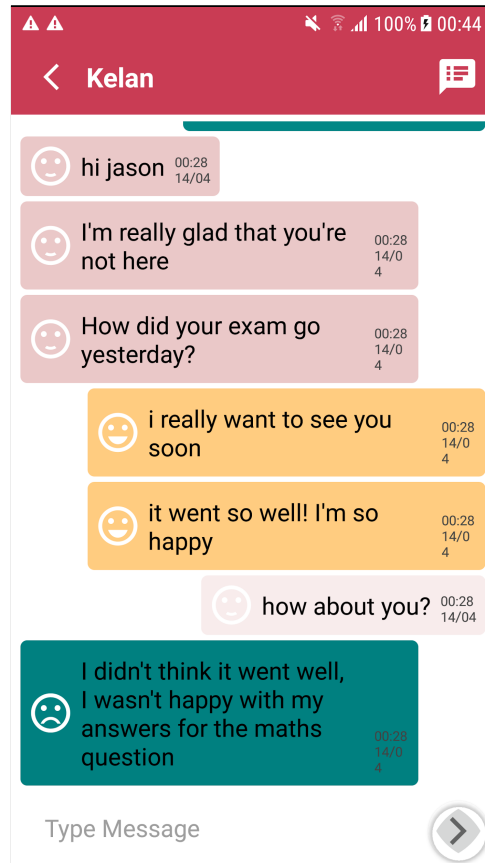 100% 00:44
Kelan
hi jason 00:28
14/04
I'm really glad that you're
not here
00:28
14/0
4
How did your exam go
yesterday?
00:28
14/0
4
i really want to see you
soon
00:28
14/0
4
it went so well! I'm so
happy
00:28
14/0
4
how about you? 00:28
14/04
I didn't think it went well,
I wasn't happy with my
answers for the maths
question
00:28
14/0
4
Type Message